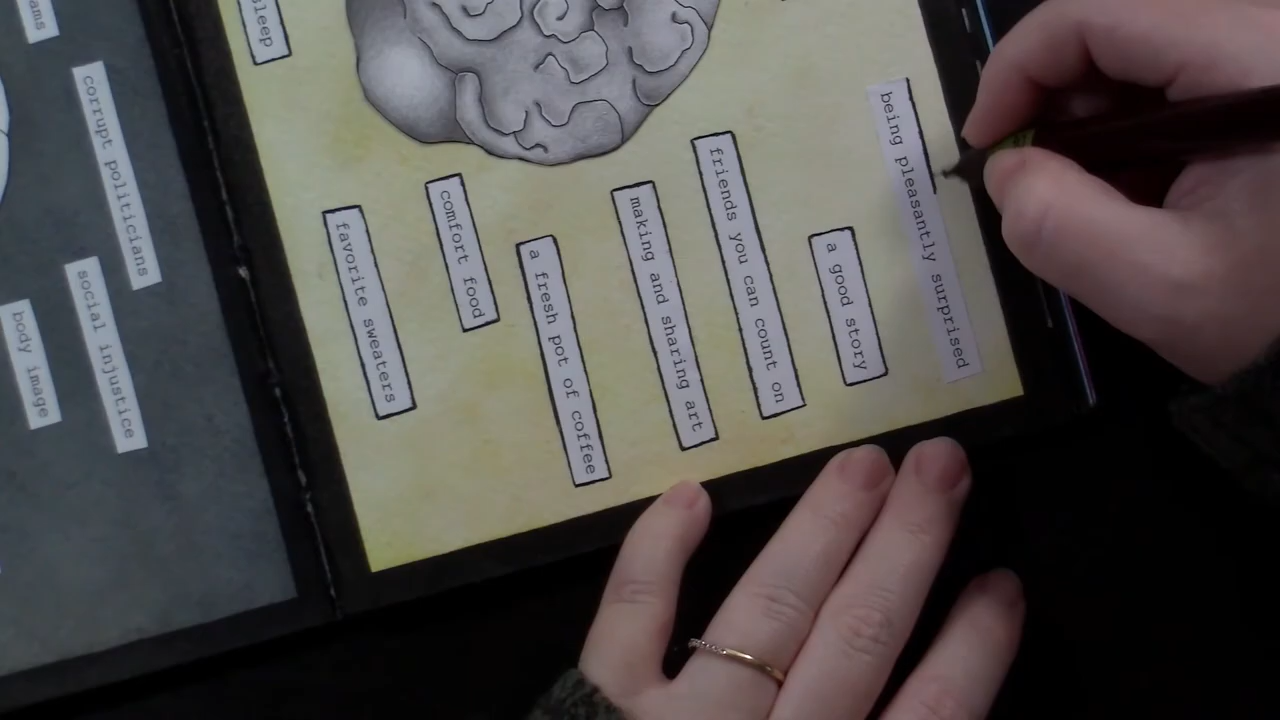 ams
corrupt politicians
social injustice
body image
sleep
favorite sweaters
comfort food
a fresh pot of coffee
making and sharing art
friends you can count on
a good story
being pleasantly surprised